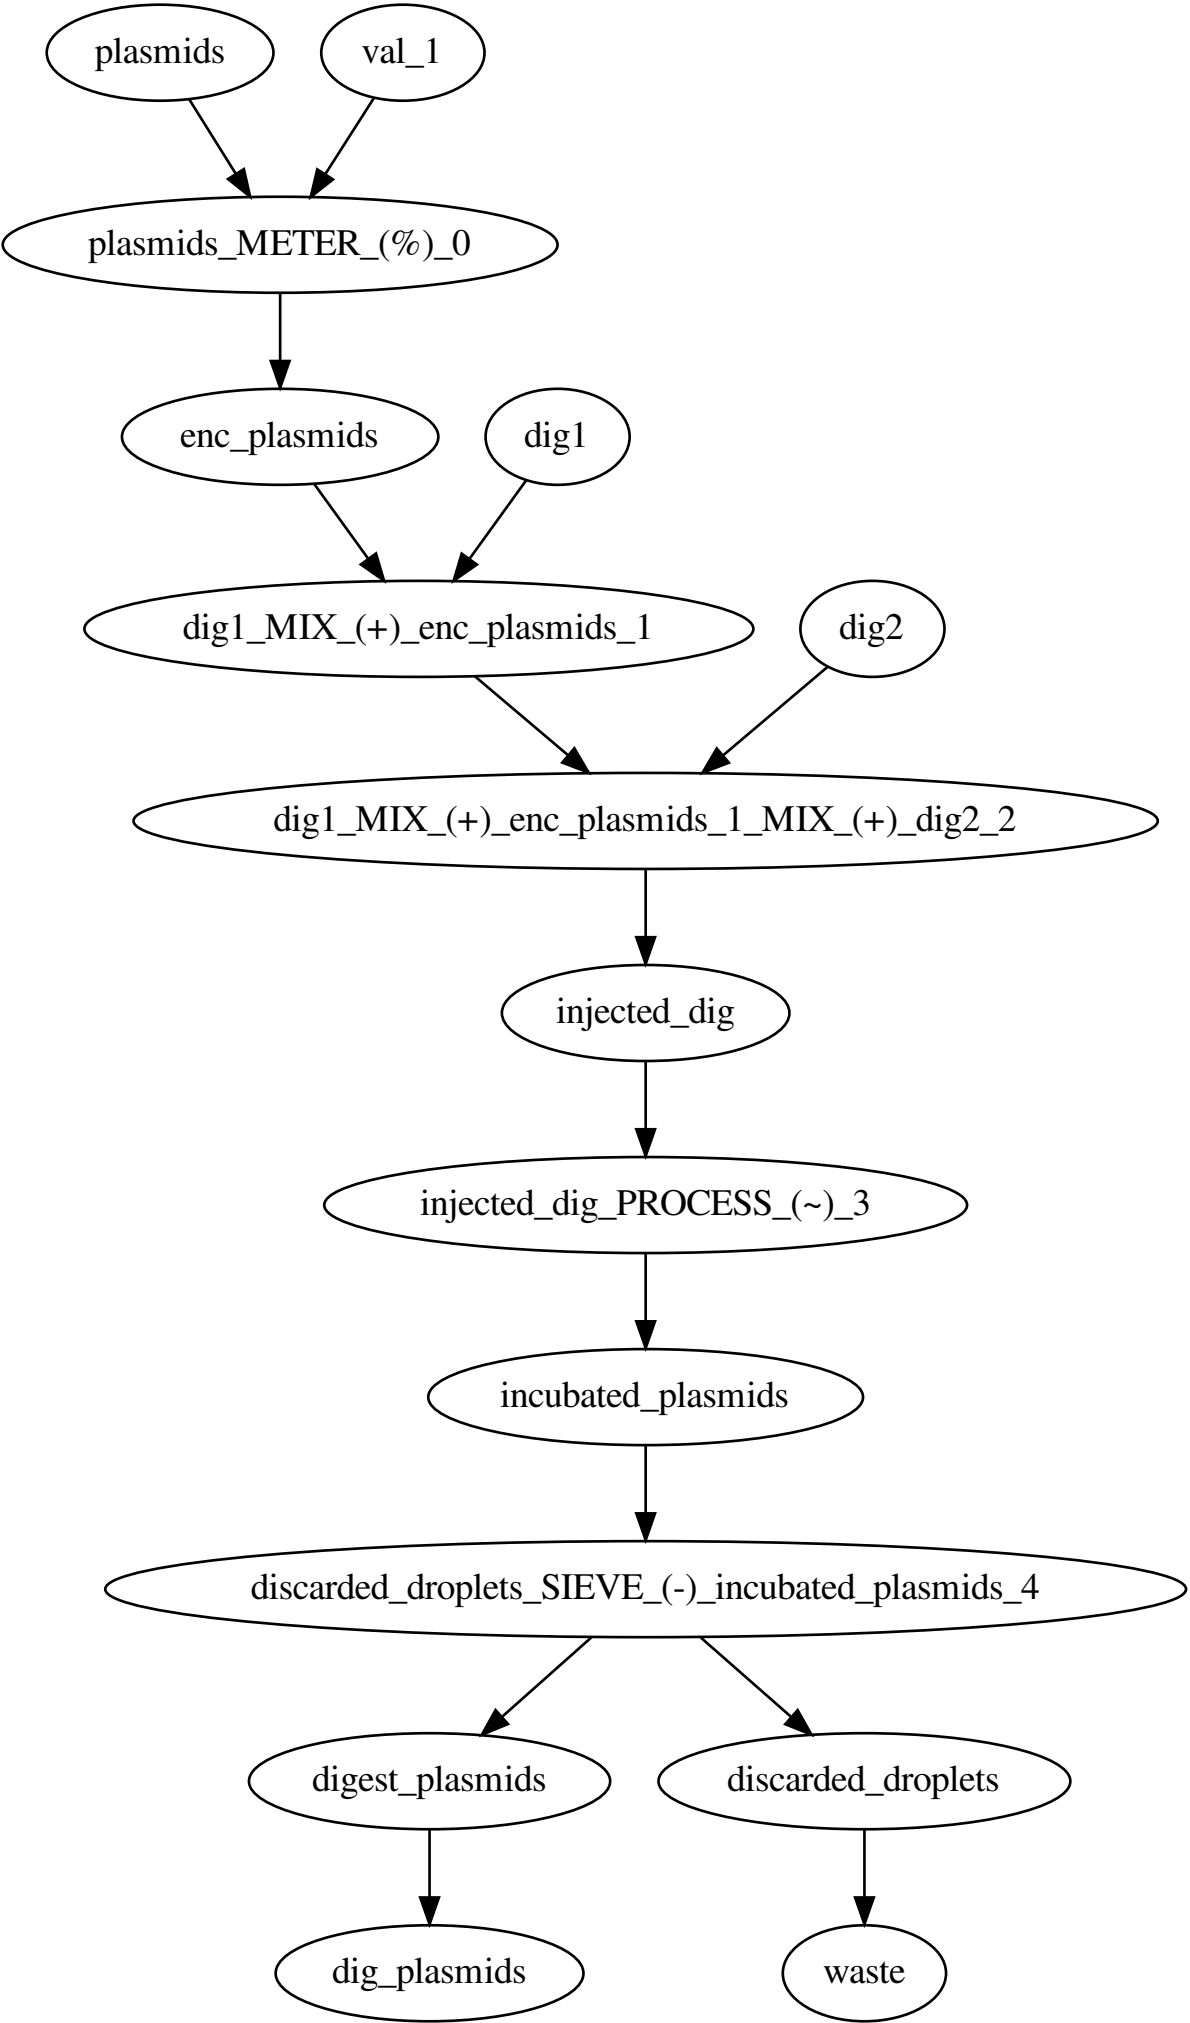 plasmids
val_1
plasmids_METER_(%)_0
enc_plasmids
dig1
dig1_MIX_(+)_enc_plasmids_1
dig2
dig1_MIX_(+)_enc_plasmids_1_MIX_(+)_dig2_2
injected_dig
injected_dig_PROCESS_(~)_3
incubated_plasmids
discarded_droplets_SIEVE_(-)_incubated_plasmids_4
digest_plasmids
discarded_droplets
dig_plasmids
waste